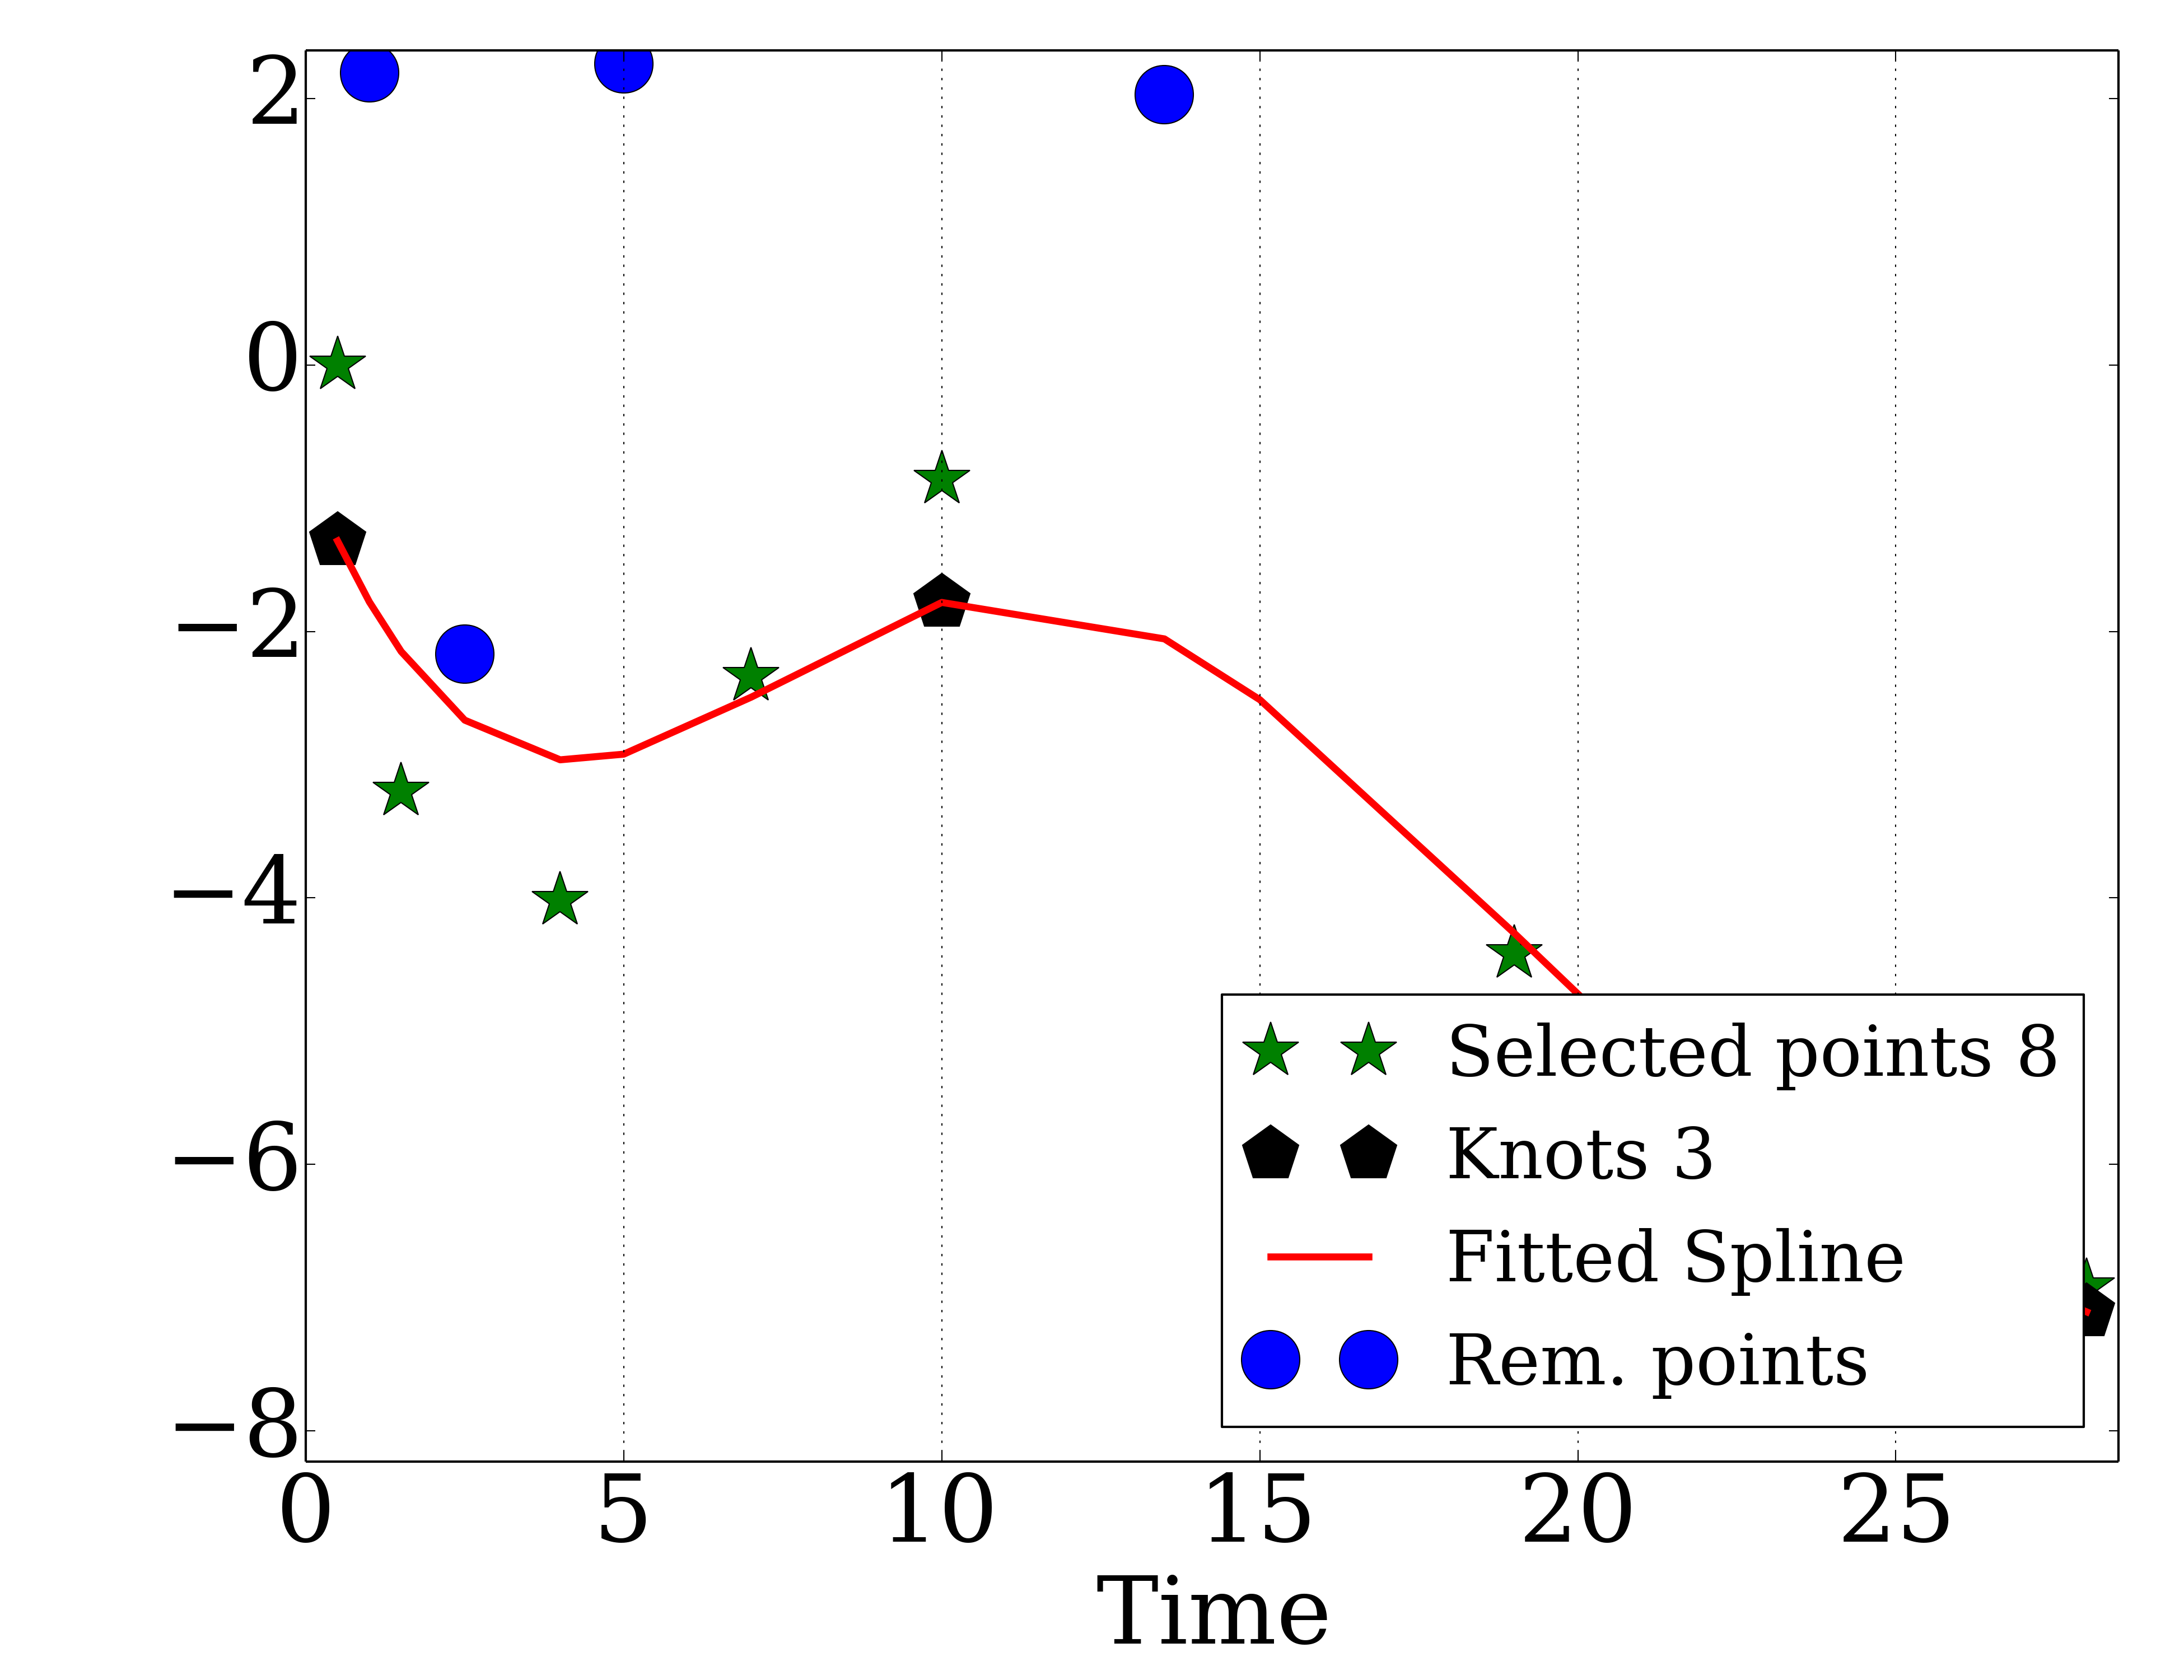 2
0
−2
−4
−6
−8
0 5 10 15 20 25
Time
Selected points 8
Knots 3
Fitted Spline
Rem. points